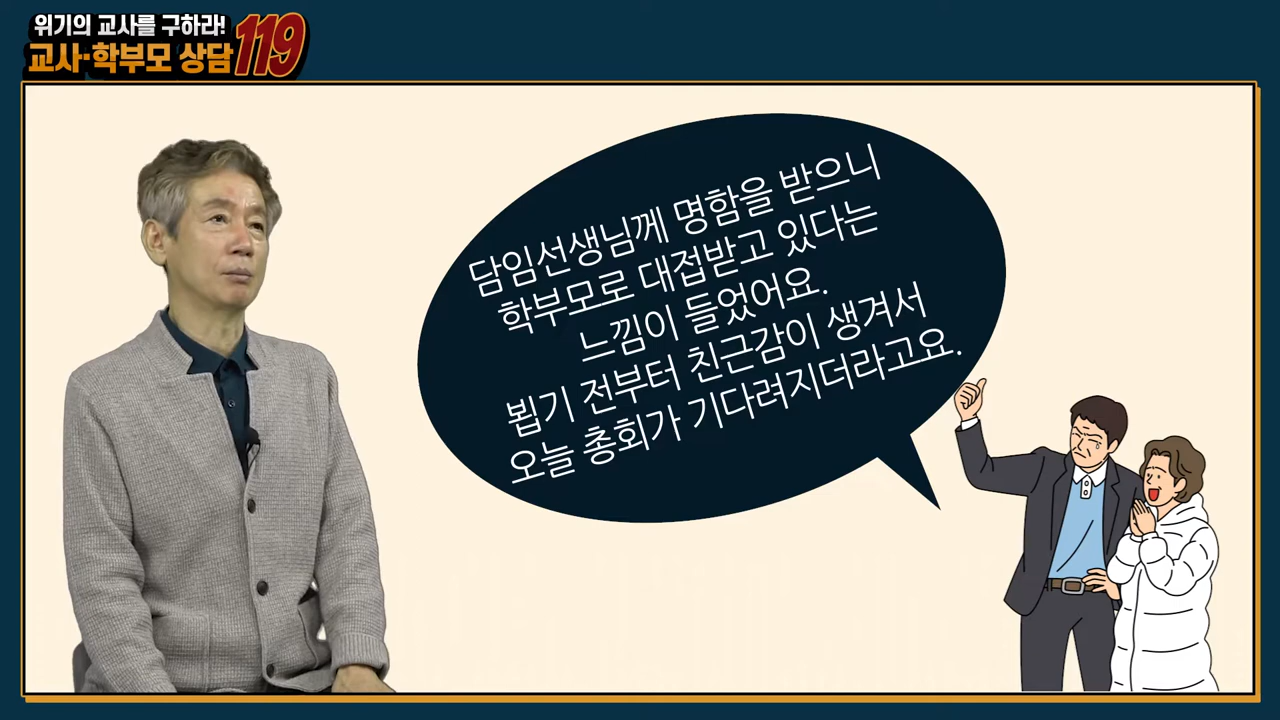 위기의 교사를 구하라!
교사·학부모 상담 119
담임선생님께 명함을 받으니
학부모로 대접받고 있다는
느낌이 들었어요.
뵙기 전부터 친근감이 생겨서
오늘 총회가 기다려지더라고요.